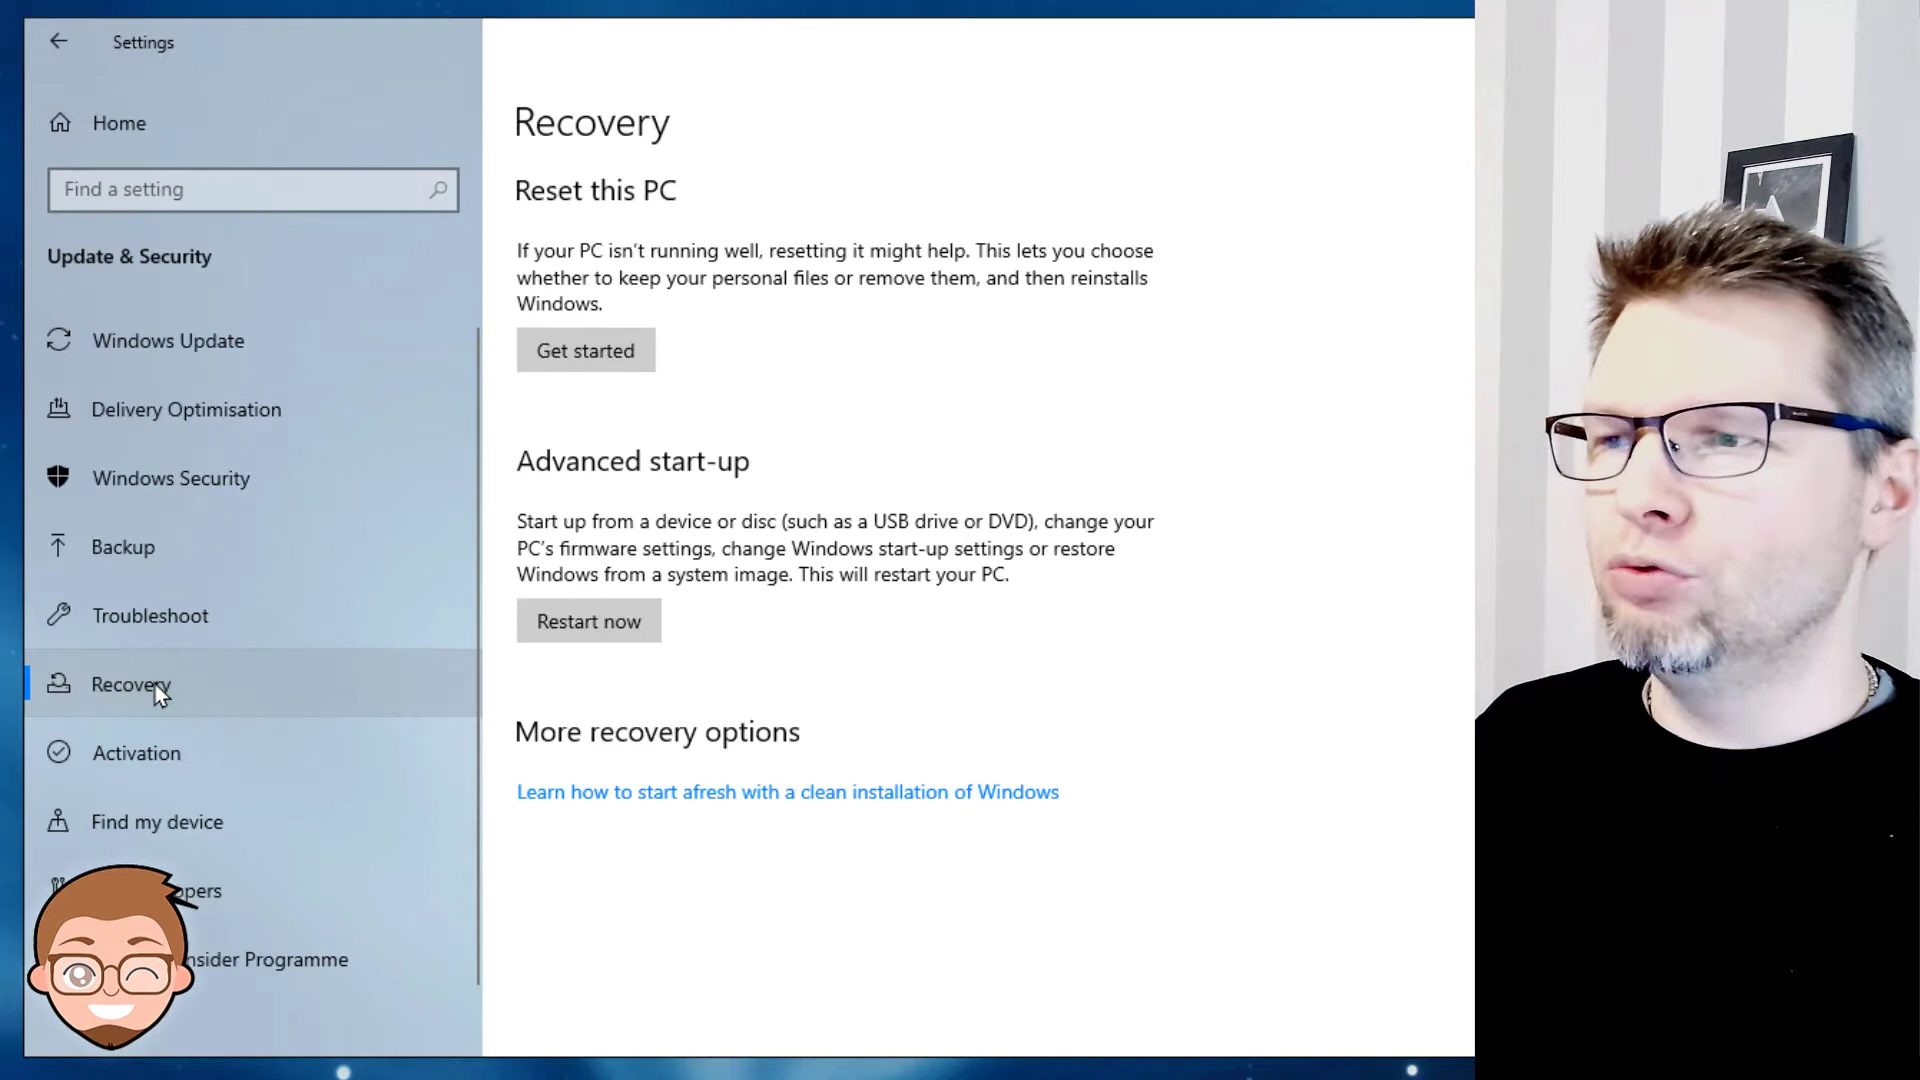 Settings
Home
Find a setting
Update & Security
Windows Update
Delivery Optimisation
Windows Security
Backup
Troubleshoot
Recovery
Activation
Find my device
opers
nsider Programme
Recovery
Reset this PC
If your PC isn't running well, resetting it might help. This lets you choose
whether to keep your personal files or remove them, and then reinstalls
Windows.
Get started
Advanced start-up
Start up from a device or disc (such as a USB drive or DVD), change your
PC's firmware settings, change Windows start-up settings or restore
Windows from a system image. This will restart your PC.
Restart now
More recovery options
Learn how to start afresh with a clean installation of Windows